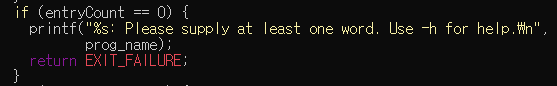 if (entryCount == 0) {
printf("%s: Please supply at least one word. Use -h for help.₩n",
prog_name);
return EXIT_FAILURE;
}